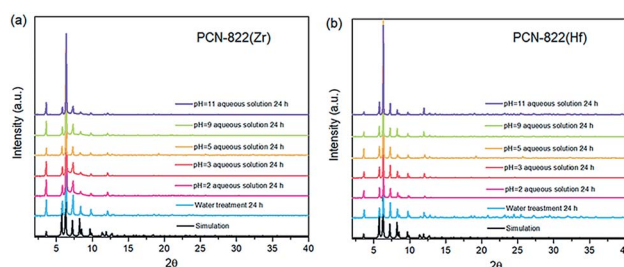 (a)
PCN-822(Zr)
Intensity (a.u.)
pH=11 aqueous solution 24 h
pH=9 aqueous solution 24 h
pH=5 aqueous solution 24 h
pH=3 aqueous solution 24 h
pH=2 aqueous solution 24 h
Water treatment 24 h
Simulation
5 10 15 20 25 30 35 40
2θ
(b)
PCN-822(Hf)
Intensity (a.u.)
pH=11 aqueous solution 24 h
pH=9 aqueous solution 24 h
pH=5 aqueous solution 24 h
pH=3 aqueous solution 24 h
pH=2 aqueous solution 24 h
Water treastment 24 h
Simulation
5 10 15 20 25 30 35 40
2θ